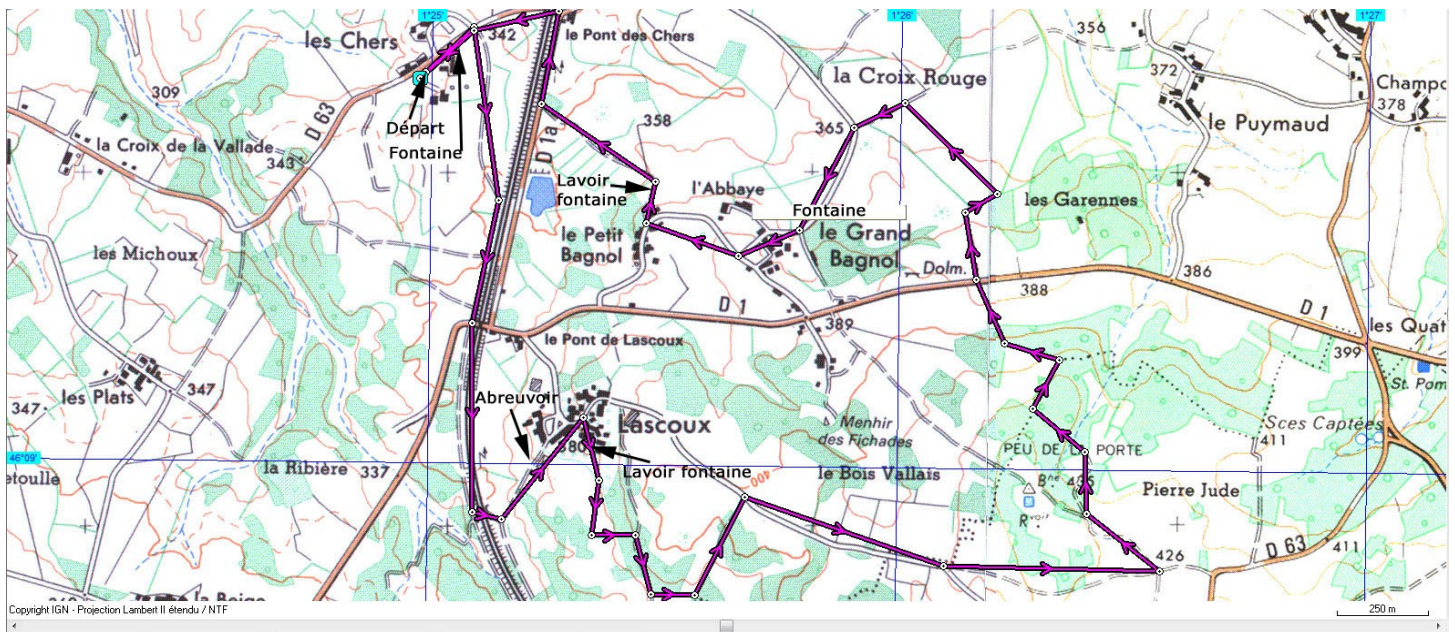 1°25'
1°26'
1°27'
les Chers
342
le Pont des Chers
356
309
372
Champ
378
la Croix Rouge
365
358
le Puymaud
Départ
Fontaine
D 63
D 1a
la Croix de la Vallade
343
Lavoir
fontaine
l'Abbaye
Fontaine
les Garennes
le Petit
Bagnol
le Grand
Bagnol
les Michoux
Dolm.
386
388
D 1
389
D 1
les Quat
399
le Pont de Lascoux
St. Pom
les Plats
347
347
Abreuvoir
Lascoux
380
Menhir
des Fichades
Sces Captées
411
46°09'
etoulle
la Ribière
337
Lavoir fontaine
400
le Bois Vallais
PEU DE LA PORTE
Bne
Pierre Jude
Rvoir
426
D 63
411
la Beige
Copyright IGN - Projection Lambert II étendu / NTF
250 m